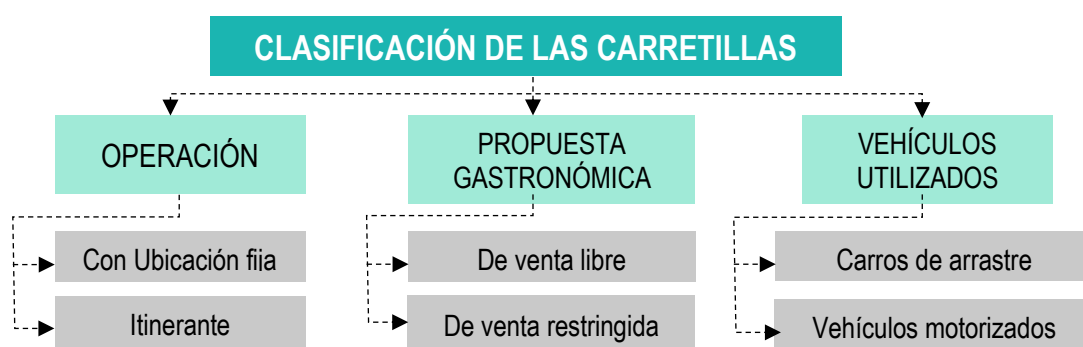 CLASIFICACIÓN DE LAS CARRETILLAS
OPERACIÓN
Con Ubicación fija
Itinerante
PROPUESTA
GASTRONÓMICA
De venta libre
De venta restringida
VEHÍCULOS
UTILIZADOS
Carros de arrastre
Vehículos motorizados